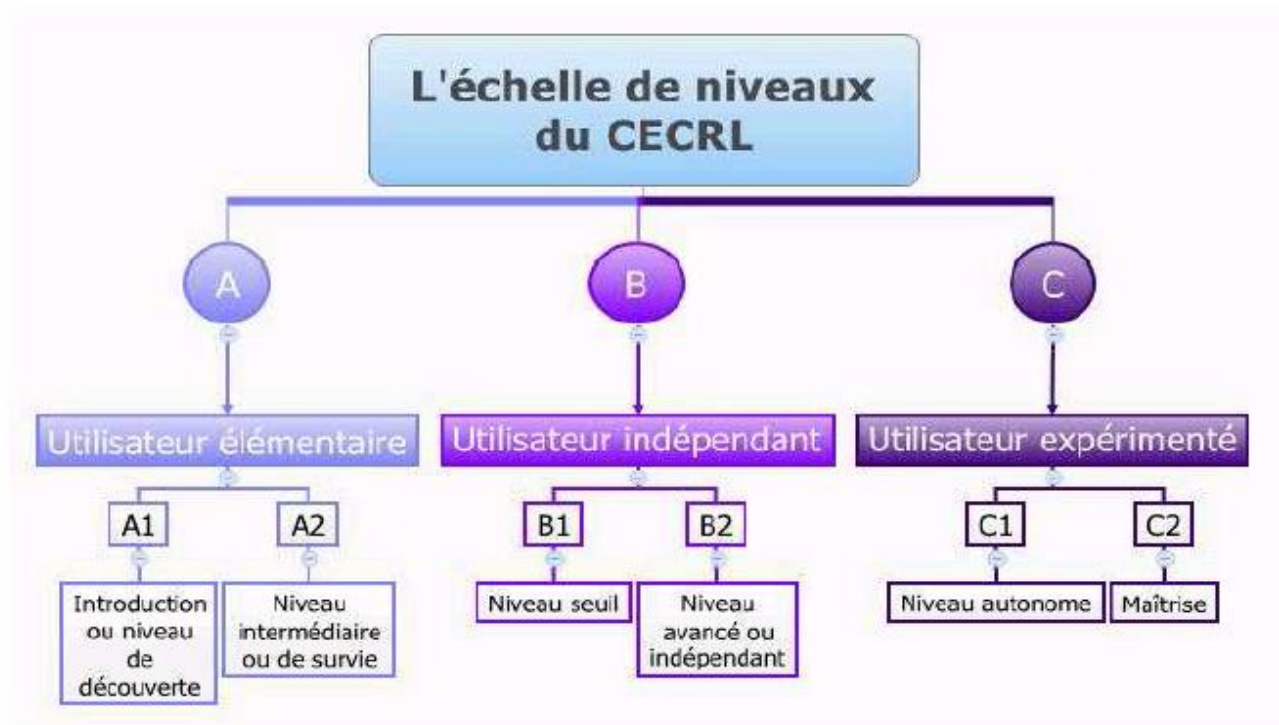 L'échelle de niveaux
du CECRL
A
B
C
Utilisateur élémentaire
Utilisateur indépendant
Utilisateur expérimenté
A1
A2
B1
B2
C1
C2
Introduction
ou niveau
de
découverte
Niveau
intermédiaire
ou de survie
Niveau seuil
Niveau
avancé ou
indépendant
Niveau autonome
Maîtrise